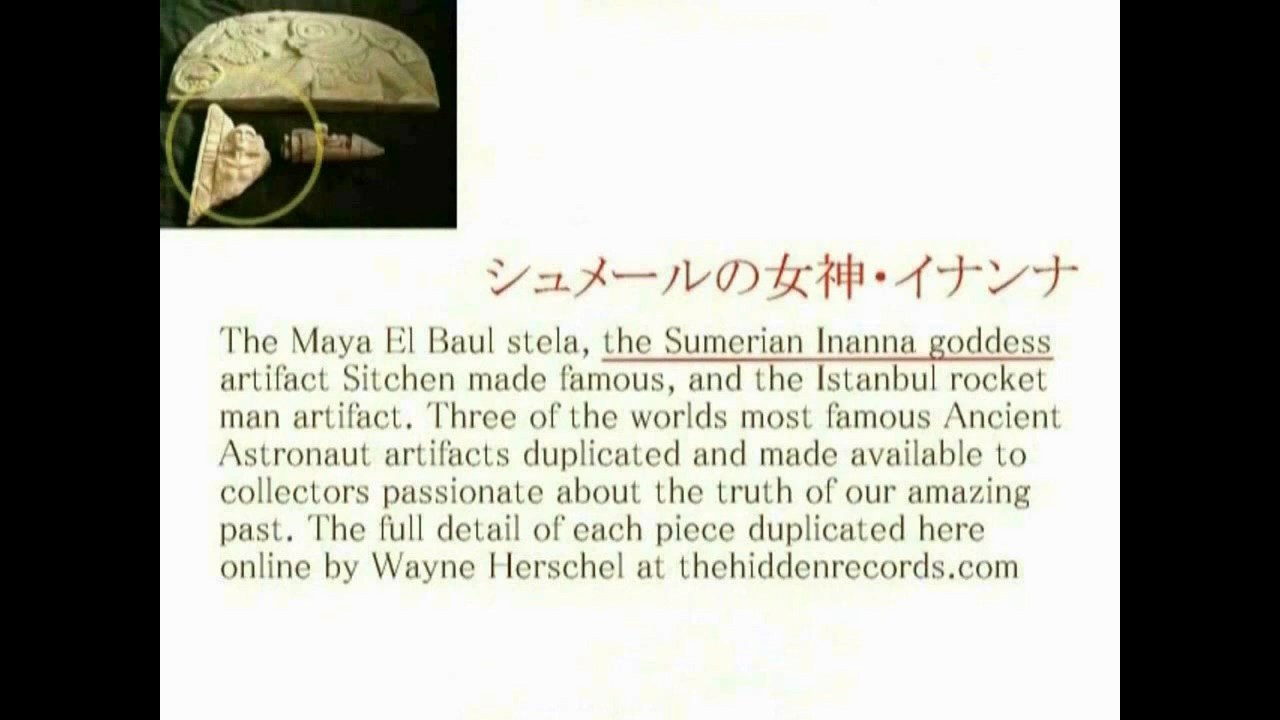 シュメールの女神・イナンナ
The Maya El Baul stela, the Sumerian Inanna goddess
artifact Sitchen made famous, and the Istanbul rocket
man artifact. Three of the worlds most famous Ancient
Astronaut artifacts duplicated and made available to
collectors passionate about the truth of our amazing
past. The full detail of each piece duplicated here
online by Wayne Herschel at thehiddenrecords.com